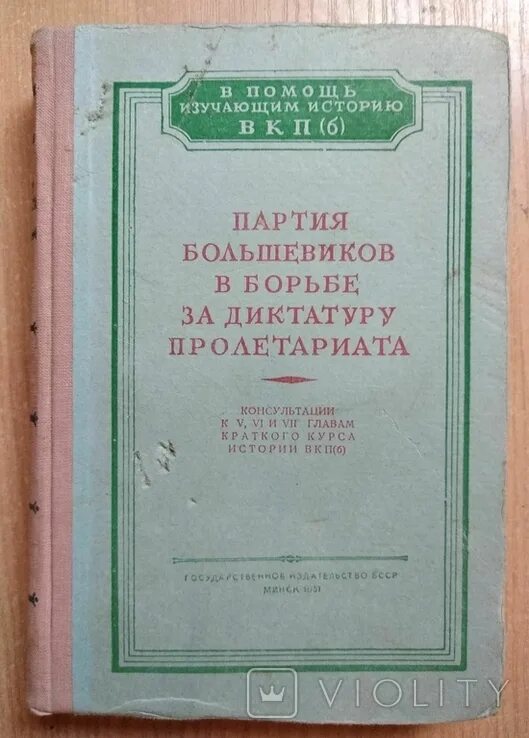 В ПОМОЩЬ
ИЗУЧАЮЩИМ ИСТОРИЮ
ВКП(б)
ПАРТИЯ
БОЛЬШЕВИКОВ
В БОРЬБЕ
ЗА ДИКТАТУРУ
ПРОЛЕТАРИАТА
КОНСУЛЬТАЦИИ
К V, VI И VII ГЛАВАМ
КРАТКОГО КУРСА
ИСТОРИИ ВКП(б)
ГОСУДАРСТВЕННОЕ ИЗДАТЕЛЬСТВО БССР
МИНСК 1951
VIOLITY